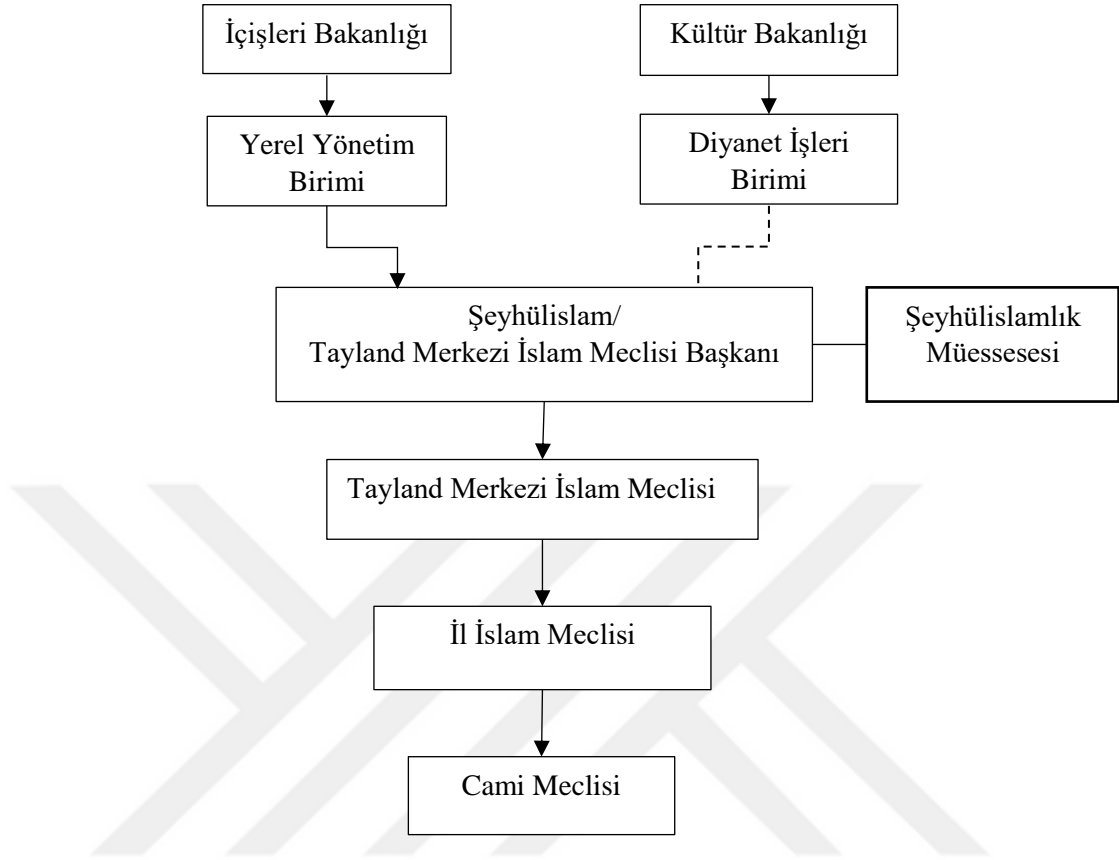 İçişleri Bakanlığı
Kültür Bakanlığı
Yerel Yönetim
Birimi
Diyanet İşleri
Birimi
Şeyhülislam/
Tayland Merkezi İslam Meclisi Başkanı
Şeyhülislamlık
Müessesesi
Tayland Merkezi İslam Meclisi
İl İslam Meclisi
Cami Meclisi